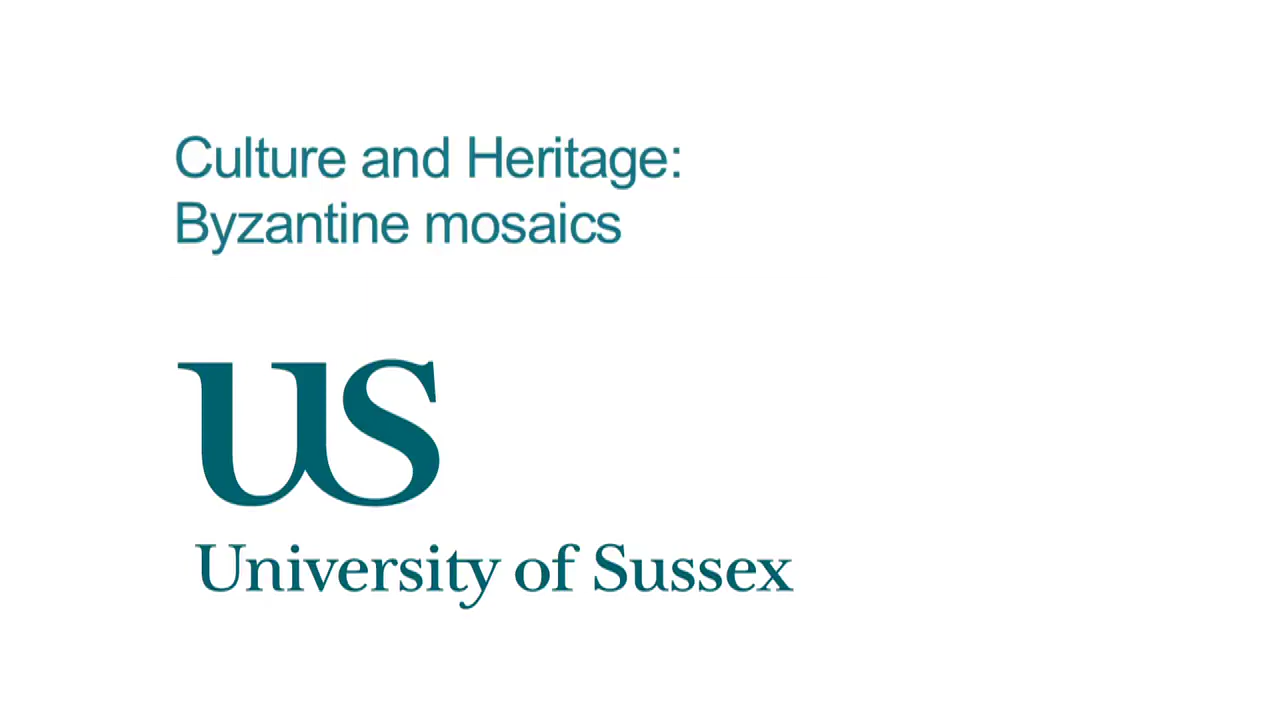 Culture and Heritage:
Byzantine mosaics
us
University of Sussex